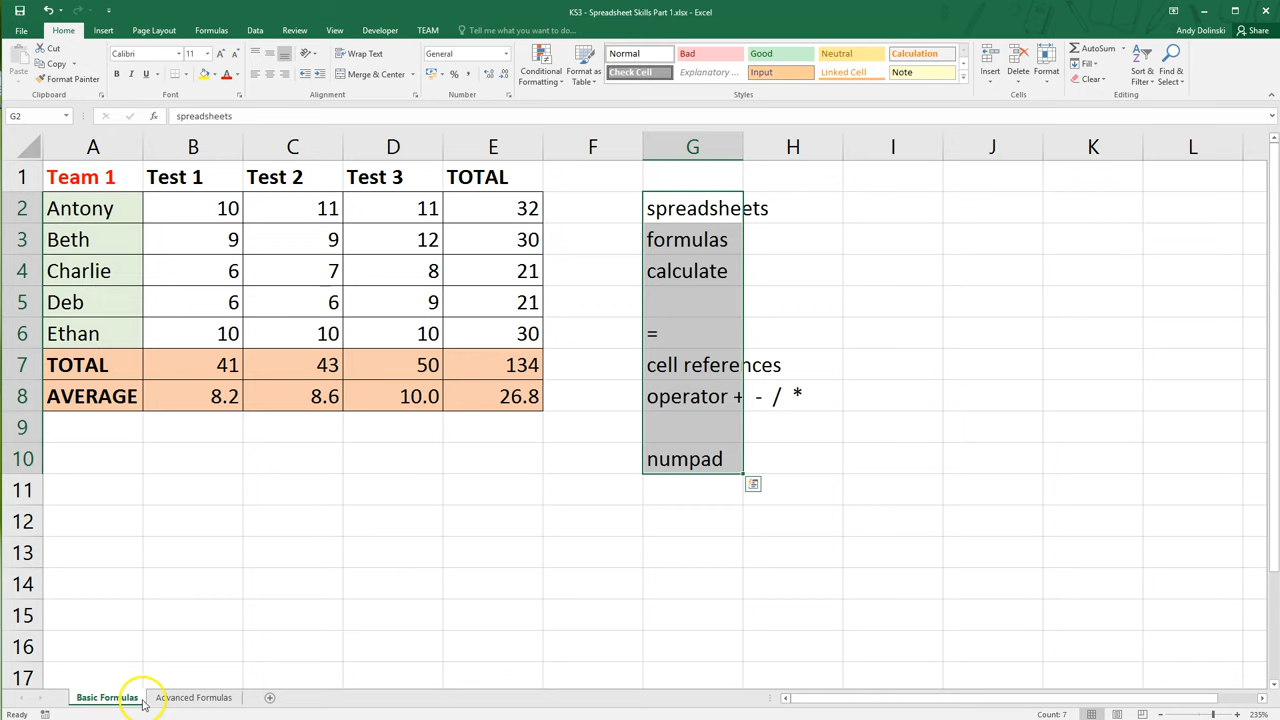 KS3 - Spreadsheet Skills Part 1.xlsx - Excel
File Home Insert Page Layout Formulas Data Review View Developer TEAM Tell me what you want to do... Andy Dolinski Share
Paste Cut Copy Format Painter Clipboard
Calibri 11 B I U A Font
Wrap Text Merge & Center Alignment
General % , Number
Conditional Formatting Format as Table
Normal Bad Good Neutral Calculation
Check Cell Explanatory ... Input Linked Cell Note
Styles
Insert Delete Format Cells
AutoSum Fill Clear Sort & Filter Find & Select Editing
G2 fx spreadsheets
A B C D E F G H I J K L
1 Team 1 Test 1 Test 2 Test 3 TOTAL
2 Antony 10 11 11 32 spreadsheets
3 Beth 9 9 12 30 formulas
4 Charlie 6 7 8 21 calculate
5 Deb 6 6 9 21
6 Ethan 10 10 10 30 =
7 TOTAL 41 43 50 134 cell references
8 AVERAGE 8.2 8.6 10.0 26.8 operator + - / *
9
10 numpad
11
12
13
14
15
16
17
Basic Formulas Advanced Formulas
Ready Count: 7 235%